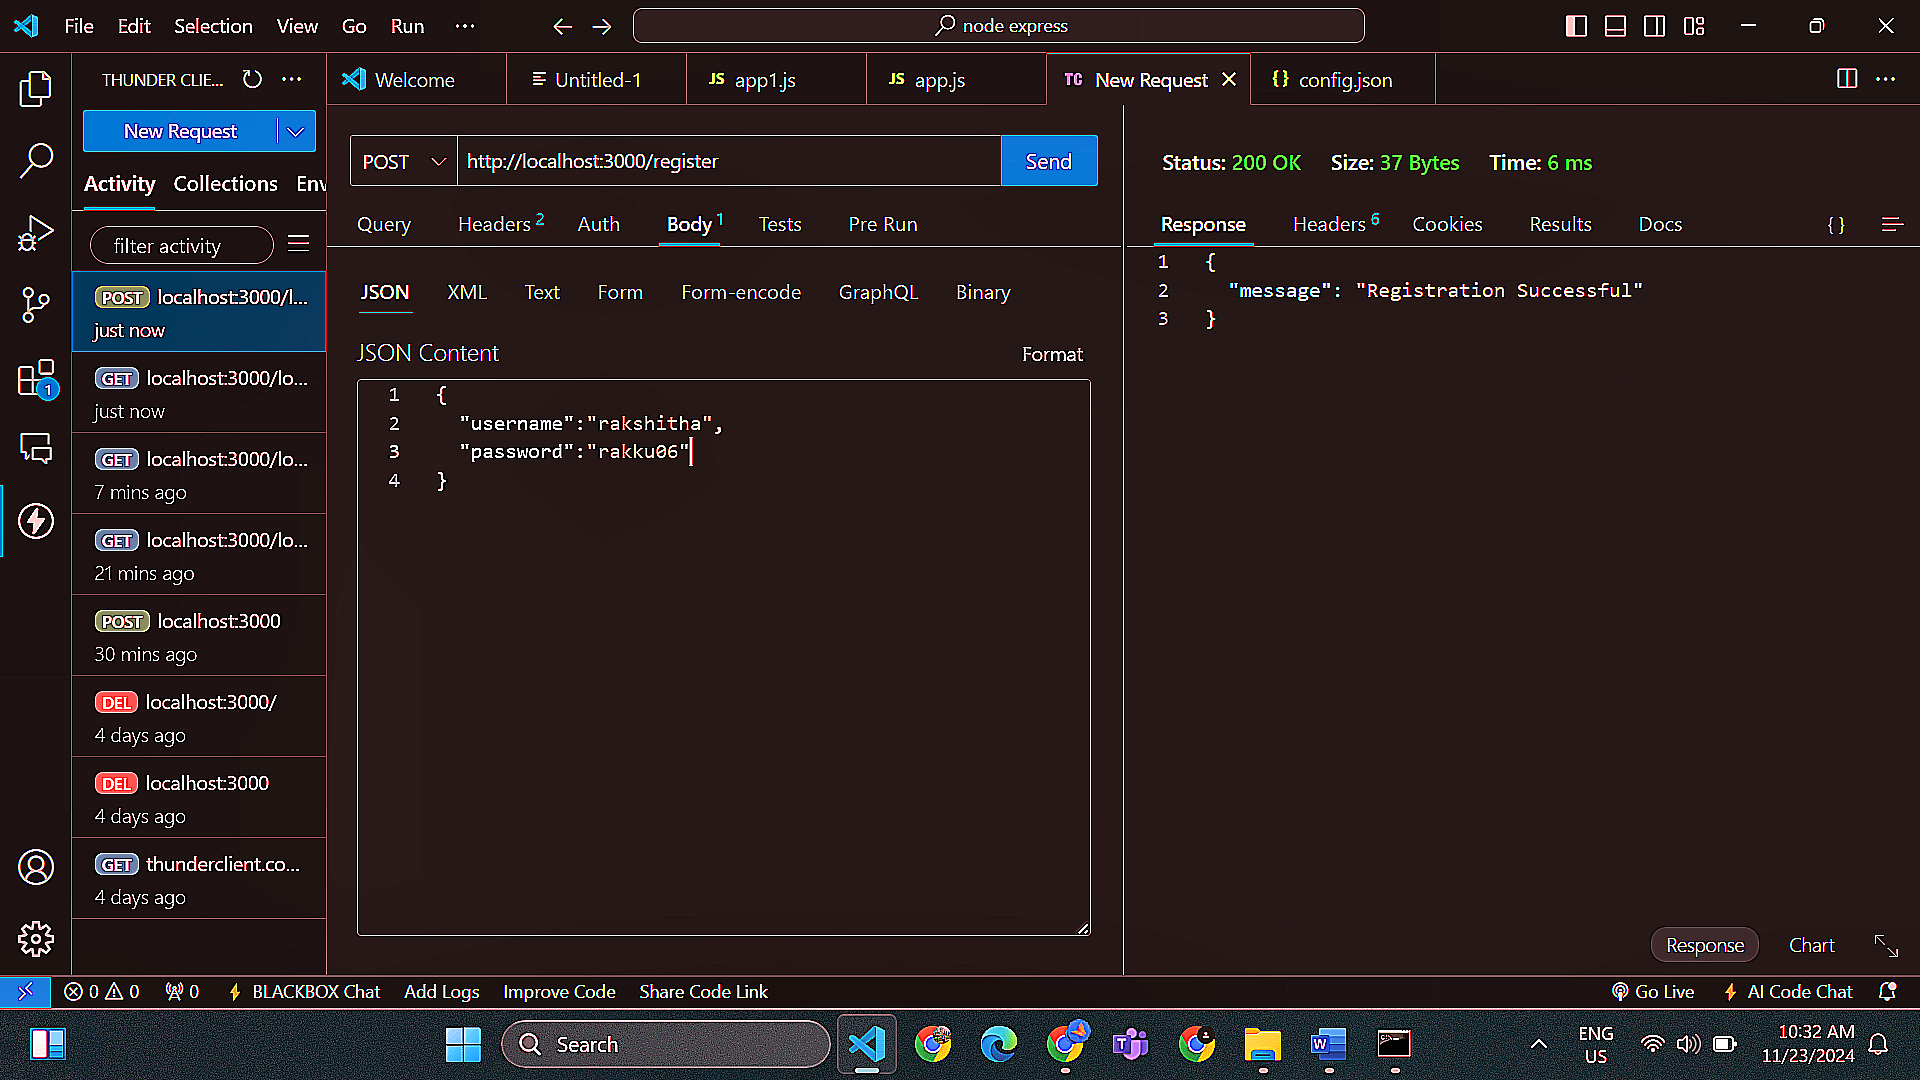 File Edit Selection View Go Run ···
node express
THUNDER CLIE... ···
Welcome
Untitled-1
JS app1.js
JS app.js
TC New Request
{} config.json
···
New Request
Activity Collections Env
filter activity
POST localhost:3000/l...
just now
GET localhost:3000/lo...
just now
GET localhost:3000/lo...
7 mins ago
GET localhost:3000/lo...
21 mins ago
POST localhost:3000
30 mins ago
DEL localhost:3000/
4 days ago
DEL localhost:3000
4 days ago
GET thunderclient.co...
4 days ago
1
POST http://localhost:3000/register Send
Query Headers 2 Auth Body 1 Tests Pre Run
JSON XML Text Form Form-encode GraphQL Binary
JSON Content Format
1 {
2 "username":"rakshitha",
3 "password":"rakku06"
4 }
Status: 200 OK Size: 37 Bytes Time: 6 ms
Response Headers 6 Cookies Results Docs {}
1 {
2 "message": "Registration Successful"
3 }
Response Chart
0 0 0 BLACKBOX Chat Add Logs Improve Code Share Code Link Go Live AI Code Chat
Search
ENG
US
10:32 AM
11/23/2024